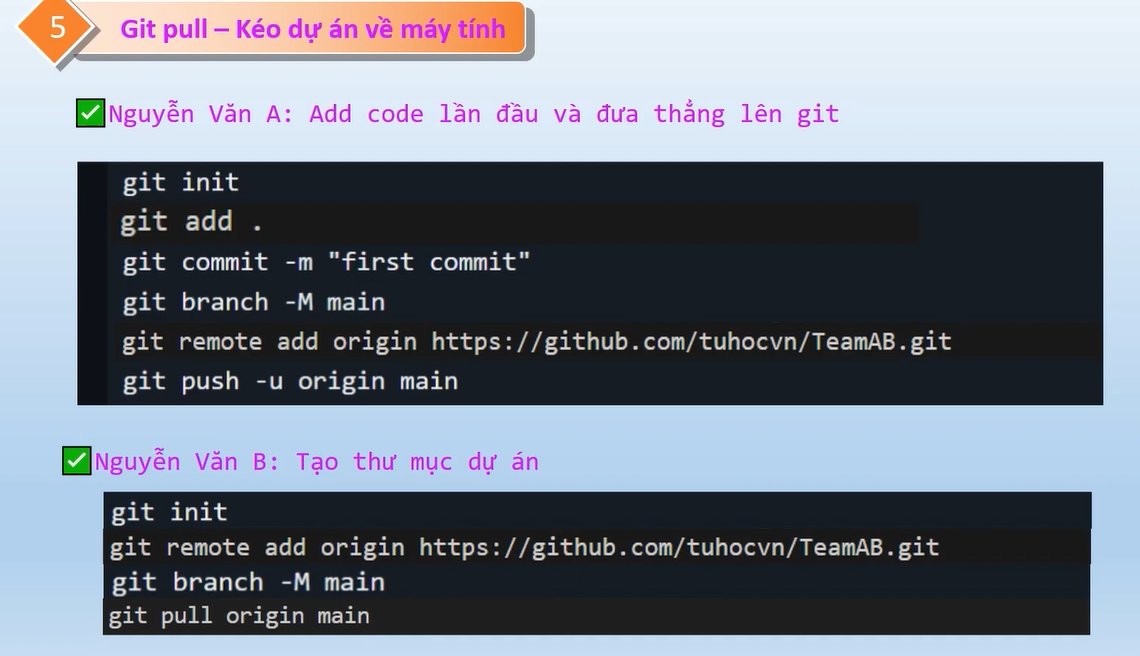 5
Git pull – Kéo dự án về máy tính
Nguyễn Văn A: Add code lần đầu và đưa thẳng lên git
git init
git add .
git commit -m "first commit"
git branch -M main
git remote add origin https://github.com/tuhocvn/TeamAB.git
git push -u origin main
Nguyễn Văn B: Tạo thư mục dự án
git init
git remote add origin https://github.com/tuhocvn/TeamAB.git
git branch -M main
git pull origin main